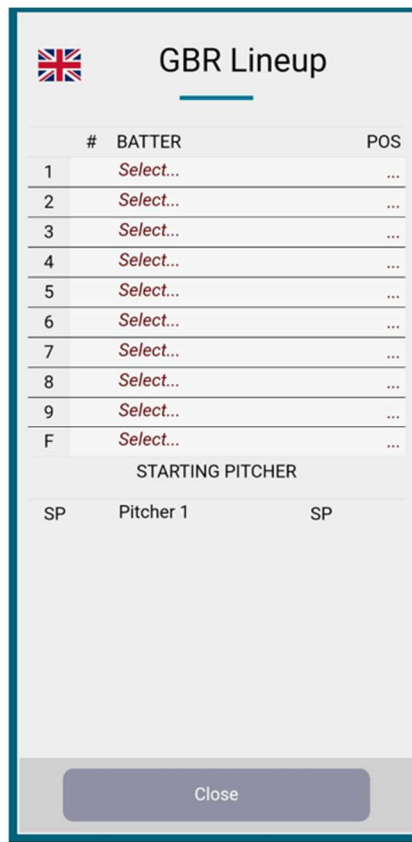 GBR Lineup
# BATTER POS
1 Select... ...
2 Select... ...
3 Select... ...
4 Select... ...
5 Select... ...
6 Select... ...
7 Select... ...
8 Select... ...
9 Select... ...
F Select... ...
STARTING PITCHER
SP Pitcher 1 SP
Close